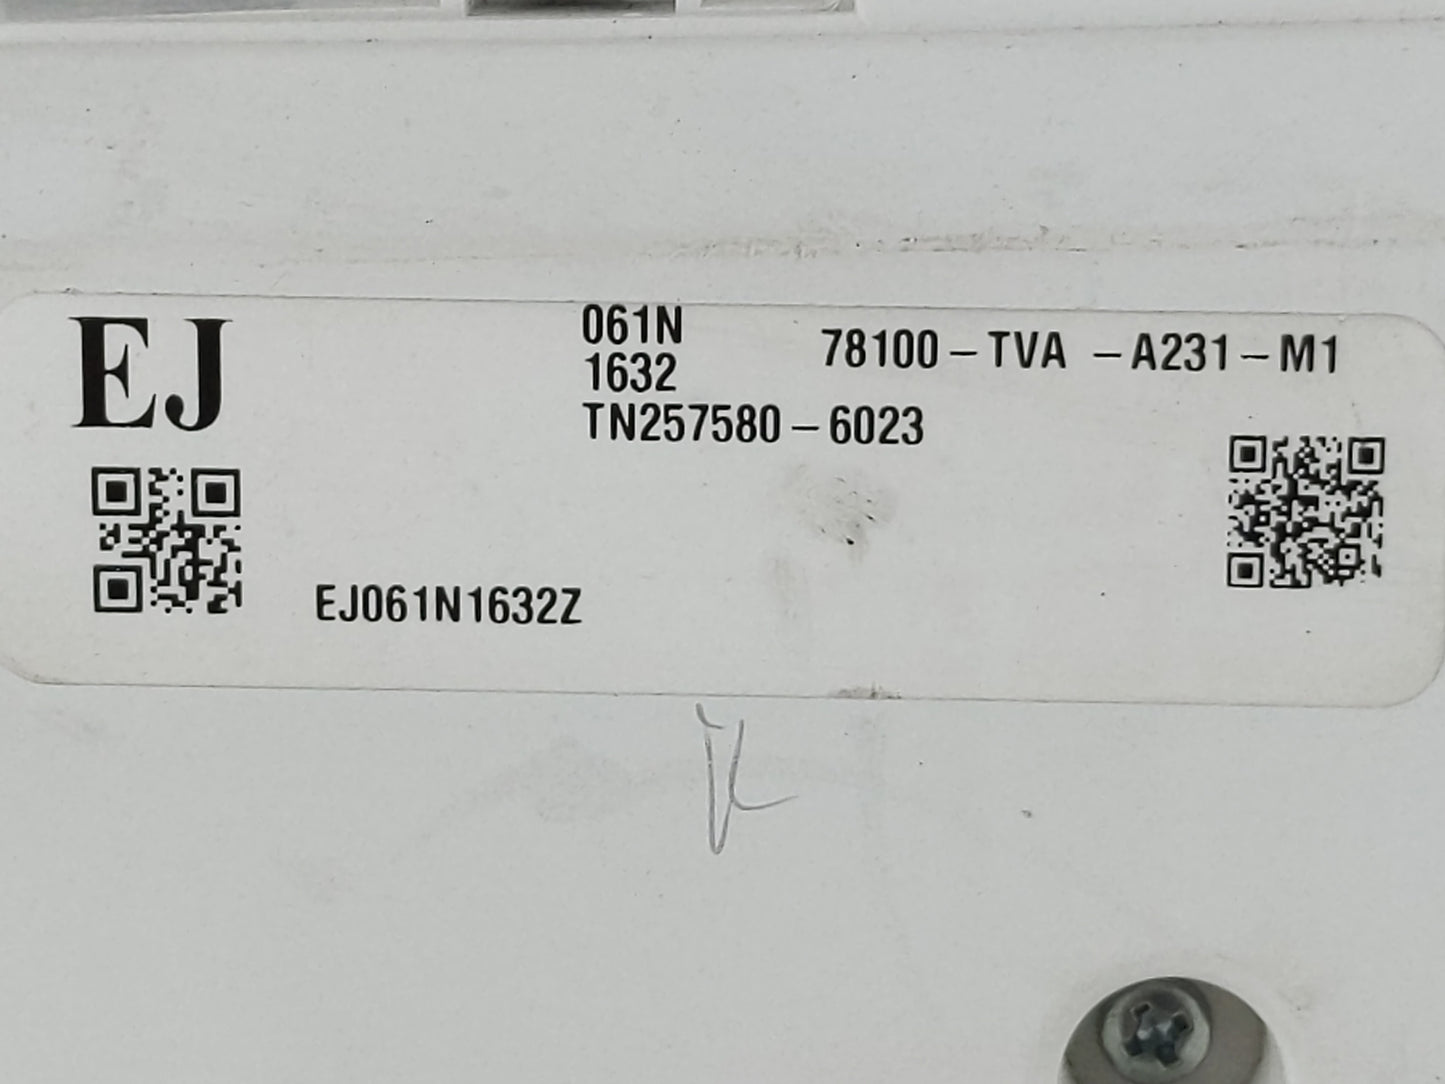 EJ
061N
1632
78100-TVA -A231-M1
TN257580-6023
EJ061N1632Z